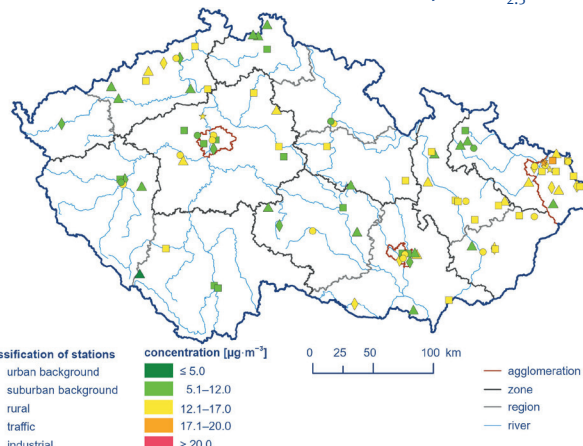 2.5
ssification of stations
urban background
suburban background
rural
traffic
industrial
concentration [µg·m⁻³]
≤ 5.0
5.1–12.0
12.1–17.0
17.1–20.0
> 20.0
0 25 50 100 km
agglomeration
zone
region
river